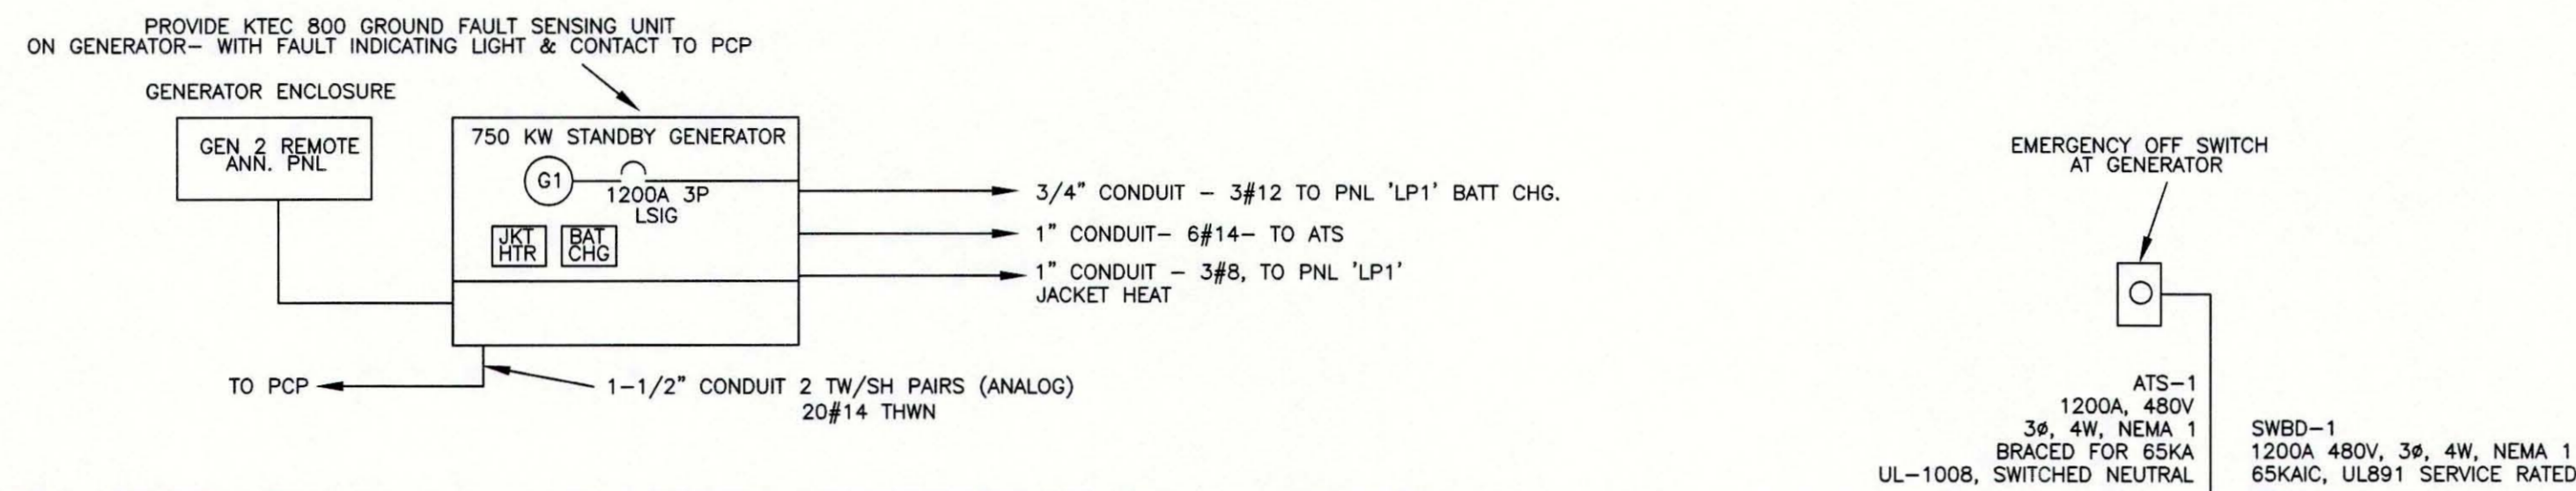 PROVIDE KTEC 800 GROUND FAULT SENSING UNIT
ON GENERATOR- WITH FAULT INDICATING LIGHT & CONTACT TO PCP
GENERATOR ENCLOSURE
GEN 2 REMOTE
ANN. PNL
750 KW STANDBY GENERATOR
G1
1200A 3P
LSIG
JKT
HTR
BAT
CHG
3/4" CONDUIT - 3#12 TO PNL 'LP1' BATT CHG.
1" CONDUIT- 6#14- TO ATS
1" CONDUIT - 3#8, TO PNL 'LP1'
JACKET HEAT
TO PCP
1-1/2" CONDUIT 2 TW/SH PAIRS (ANALOG)
20#14 THWN
EMERGENCY OFF SWITCH
AT GENERATOR
ATS-1
1200A, 480V
3ø, 4W, NEMA 1
BRACED FOR 65KA
UL-1008, SWITCHED NEUTRAL
SWBD-1
1200A 480V, 3ø, 4W, NEMA 1
65KAIC, UL891 SERVICE RATED